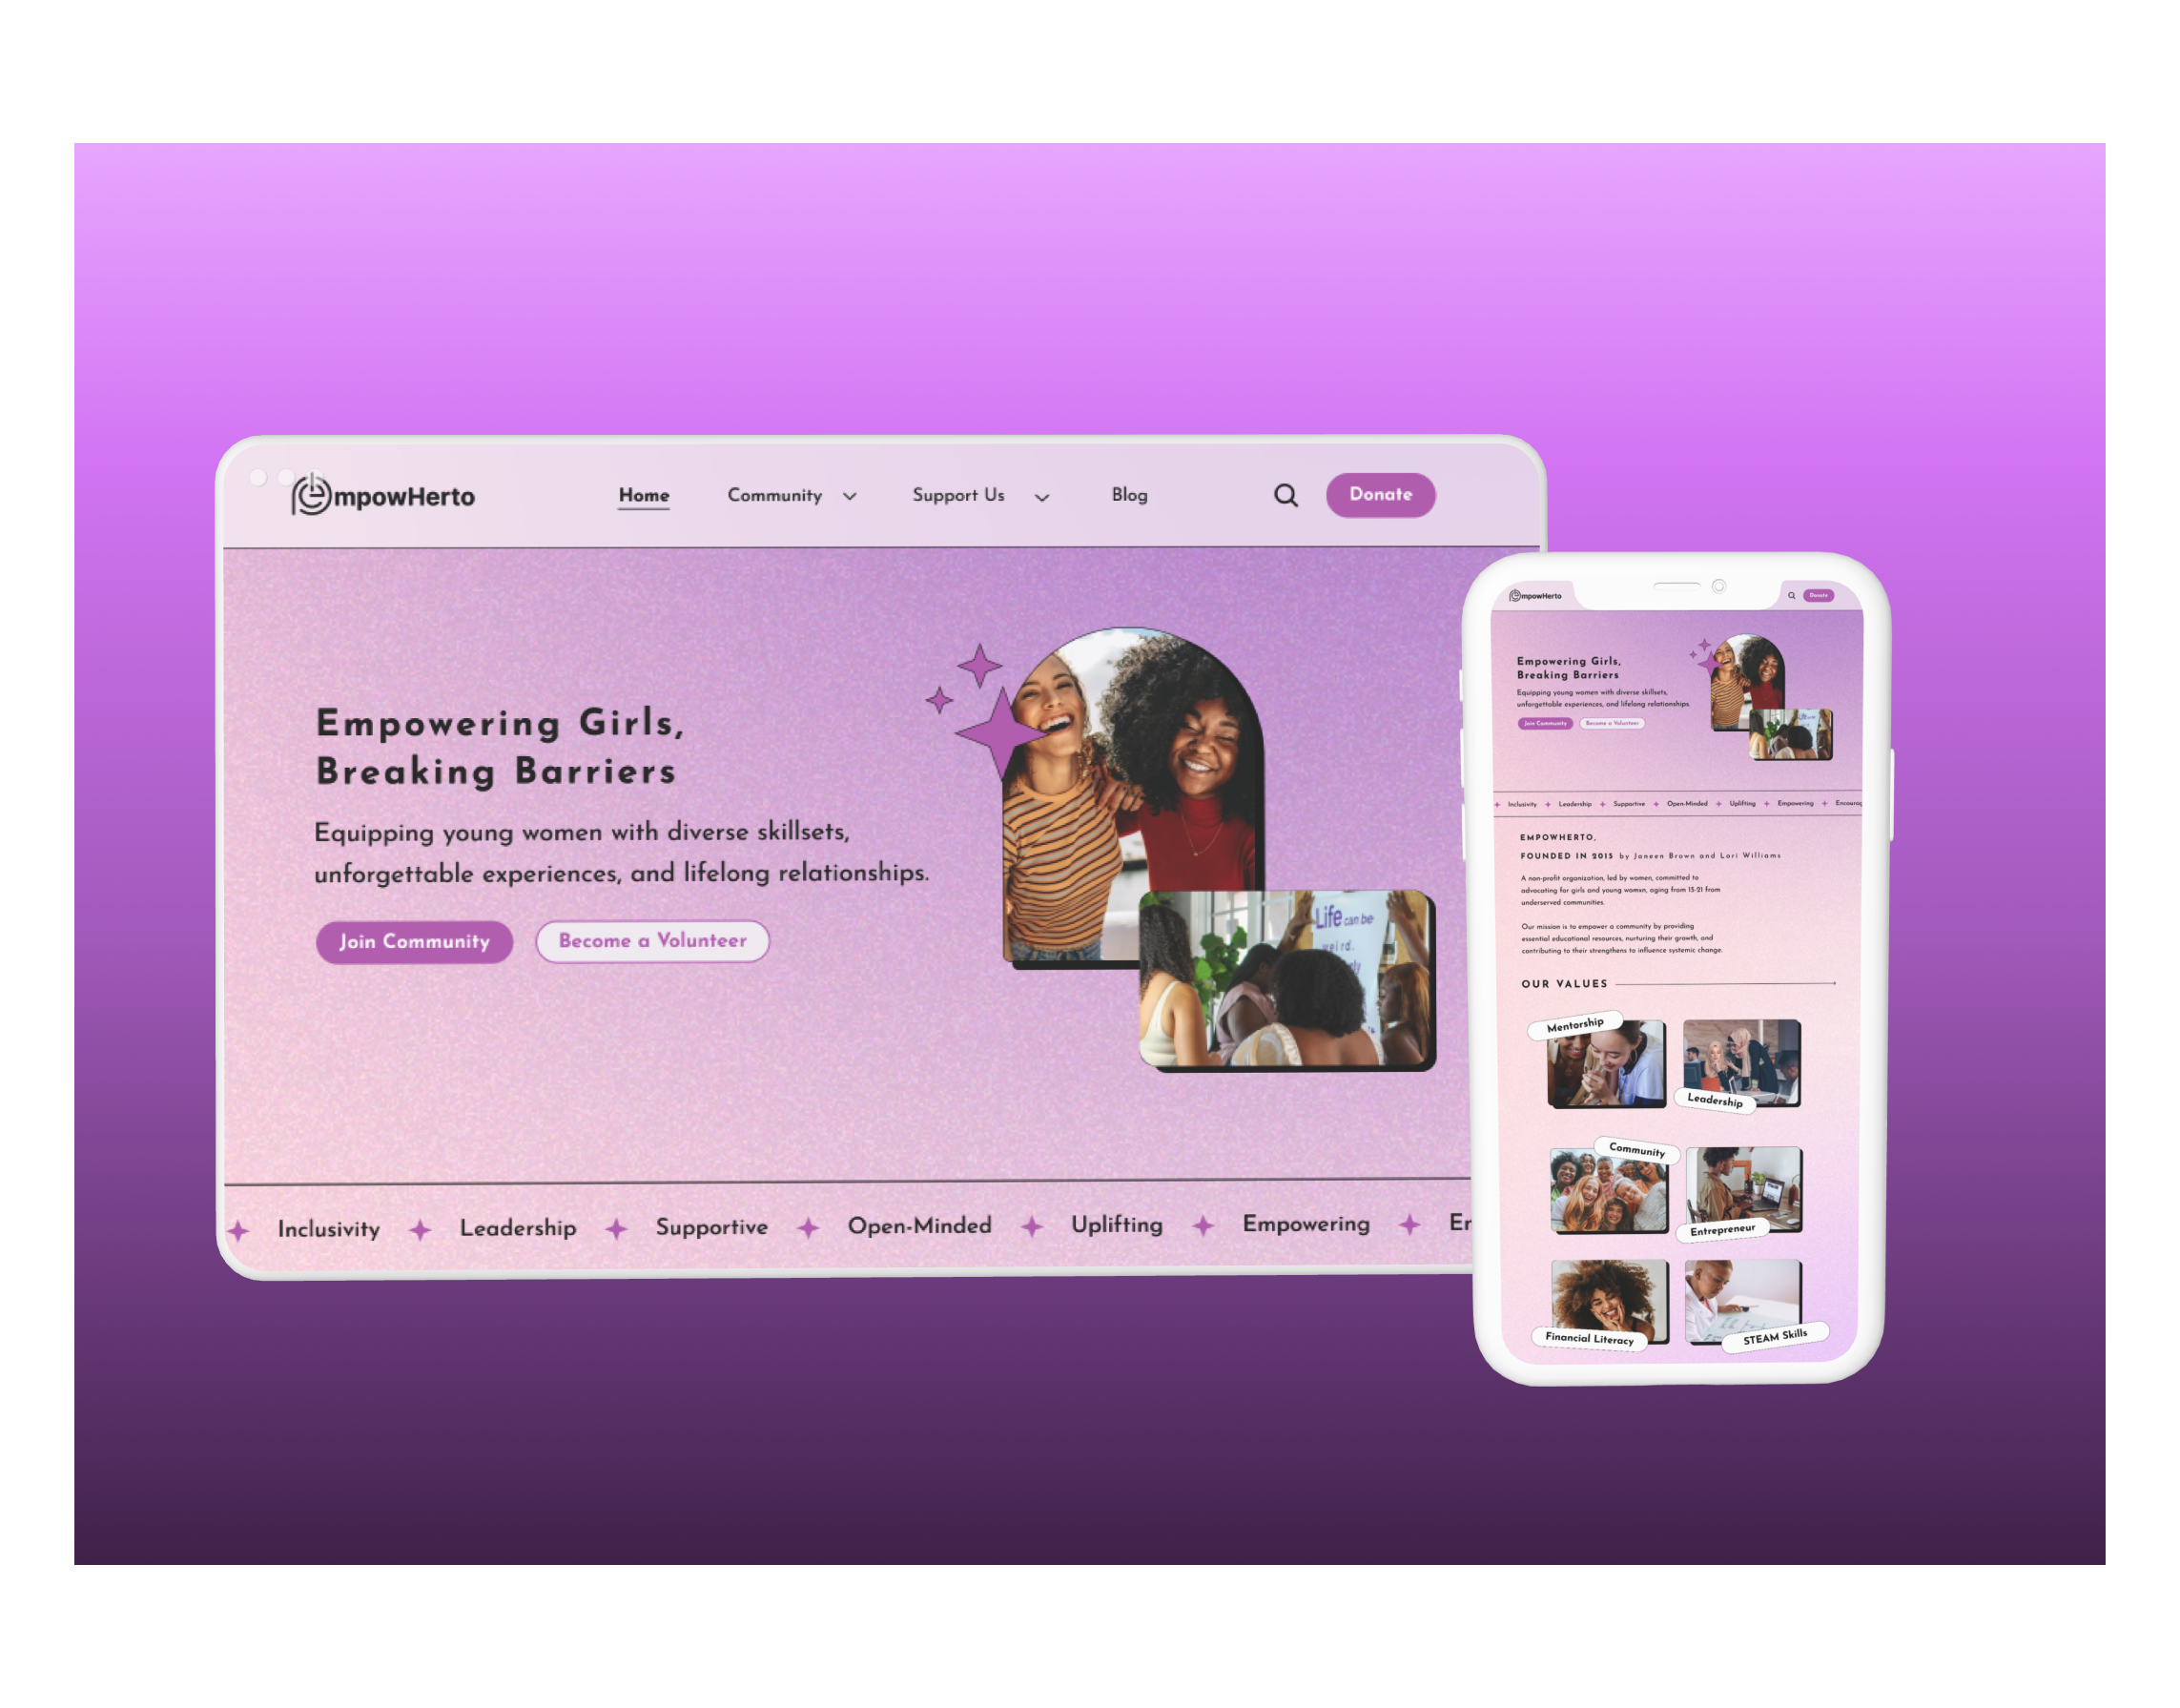 empowHerto
Home
Community
Support Us
Blog
Donate
Empowering Girls,
Breaking Barriers
Equipping young women with diverse skillsets,
unforgettable experiences, and lifelong relationships.
Join Community
Become a Volunteer
Life can be
weird.
Inclusivity Leadership Supportive Open-Minded Uplifting Empowering Er
empowHerto
Donate
Empowering Girls,
Breaking Barriers
Equipping young women with diverse skillsets,
unforgettable experiences, and lifelong relationships.
Join Community
Become a Volunteer
Life can be
Inclusivity Leadership Supportive Open-Minded Uplifting Empowering Encourag
EMPOWHERTO,
FOUNDED IN 2015 by Janeen Brown and Lori Williams
A non-profit organization, led by women, committed to
advocating for girls and young women, aging from 15-21 from
underserved communities.
Our mission is to empower a community by providing
essential educational resources, nurturing their growth, and
contributing to their strengthens to influence systemic change.
OUR VALUES
Mentorship
Leadership
Community
Entrepreneur
Financial Literacy
STEAM Skills